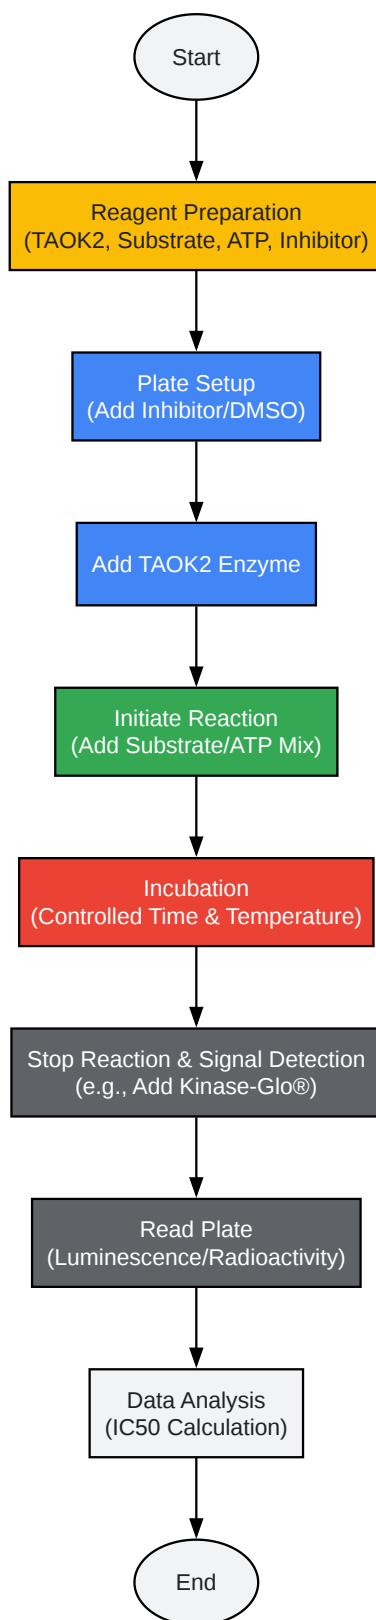 Start
Reagent Preparation
(TAOK2, Substrate, ATP, Inhibitor)
Plate Setup
(Add Inhibitor/DMSO)
Add TAOK2 Enzyme
Initiate Reaction
(Add Substrate/ATP Mix)
Incubation
(Controlled Time & Temperature)
Stop Reaction & Signal Detection
(e.g., Add Kinase-Glo®)
Read Plate
(Luminescence/Radioactivity)
Data Analysis
(IC50 Calculation)
End